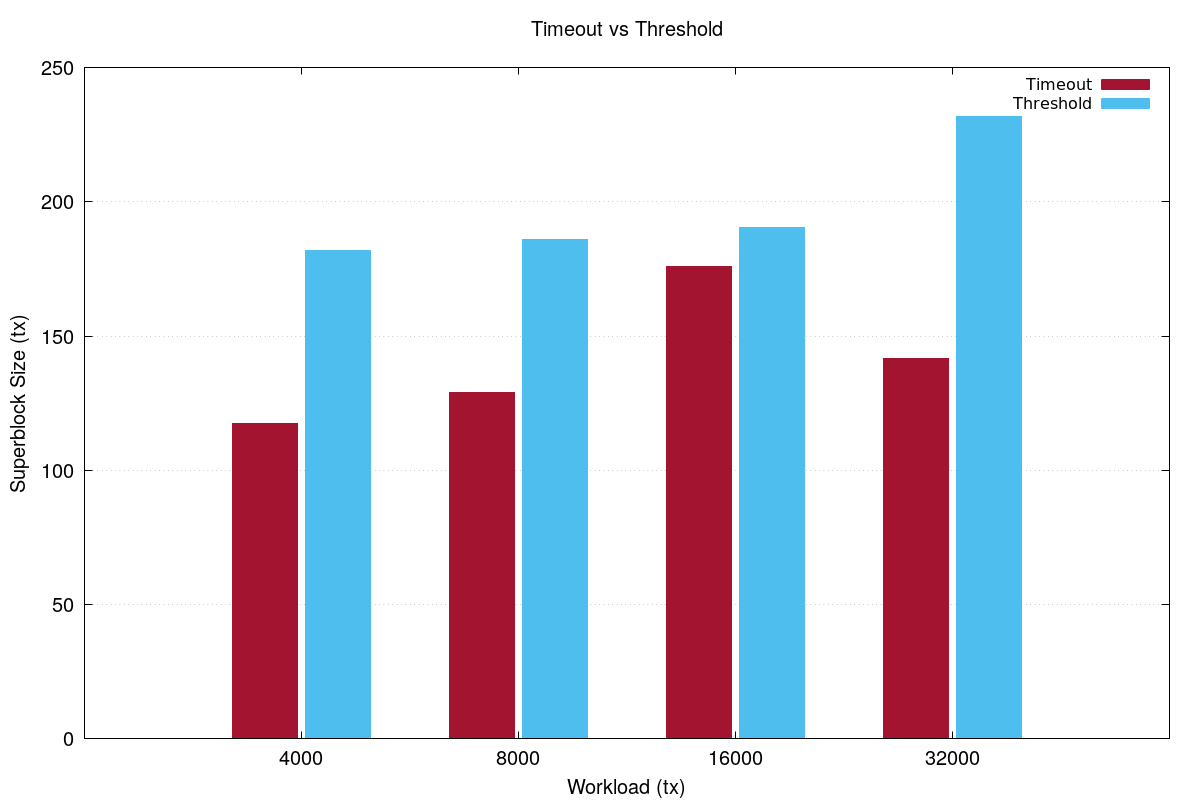 Timeout vs Threshold
250
200
150
100
50
0
Superblock Size (tx)
Timeout
Threshold
4000 8000 16000 32000
Workload (tx)